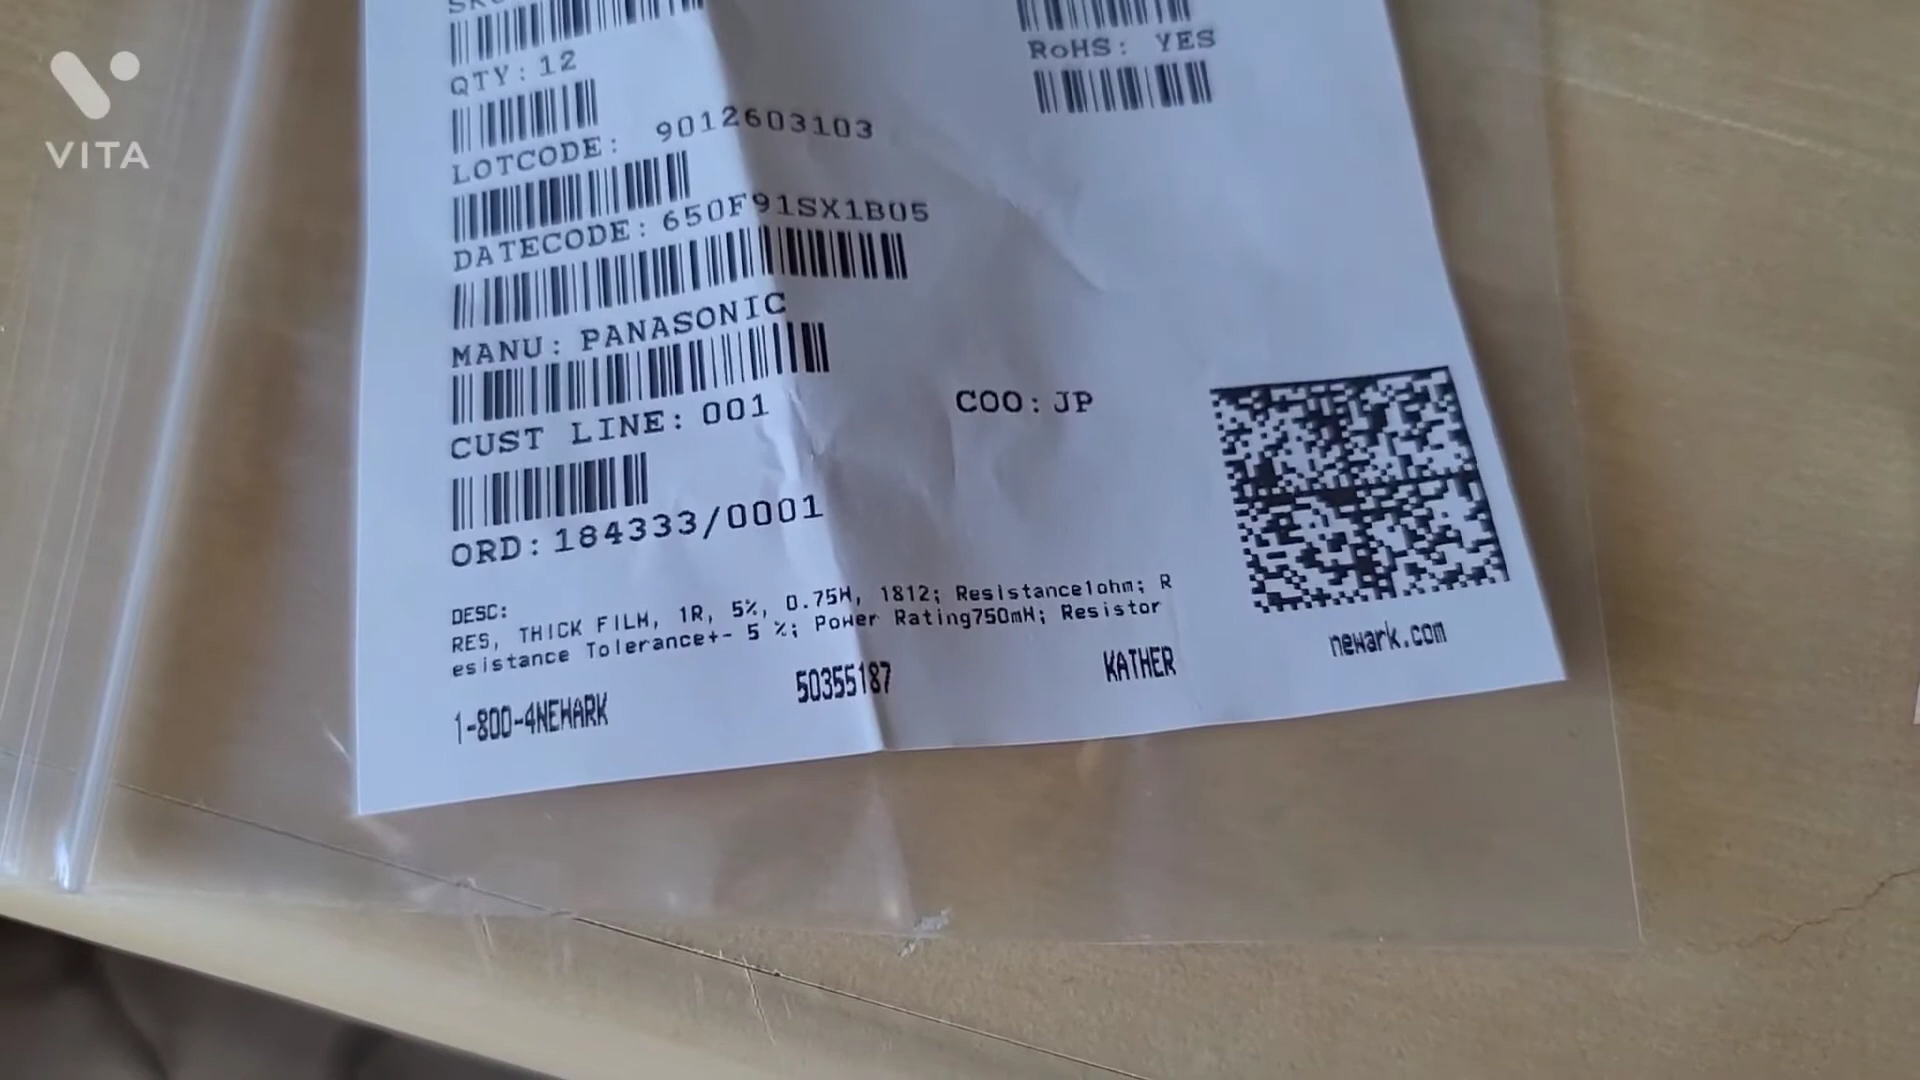 VITA
RoHS: YES
QTY: 12
LOTCODE: 9012603103
DATECODE: 650F91SX1B05
MANU: PANASONIC
CUST LINE: 001
COO: JP
ORD: 184333/0001
DESC:
RES, THICK FILM, 1R, 5%, 0.75W, 1812; Resistance1ohm; R
esistance Tolerance+- 5 %; Power Rating750mW; Resistor
1-800-4NEWARK
50355187
KATHER
newark.com